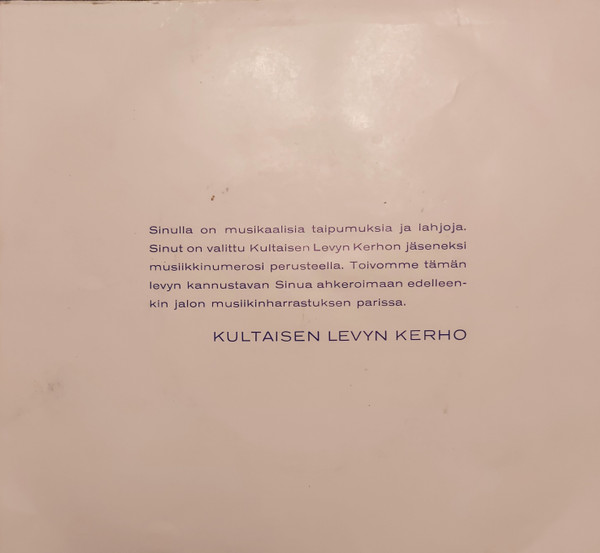 Sinulla on musikaalisia taipumuksia ja lahjoja.
Sinut on valittu Kultaisen Levyn Kerhon jäseneksi
musiikkinumerosi perusteella. Toivomme tämän
levyn kannustavan Sinua ahkeroimaan edelleen-
kin jalon musiikinharrastuksen parissa.
KULTAISEN LEVYN KERHO